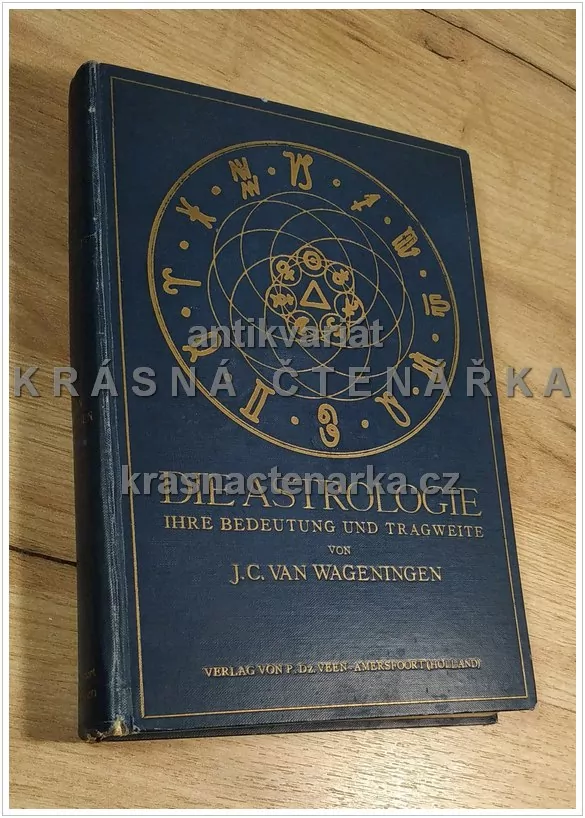 antikvariát
KRÁSNÁ ČTENÁŘKA
krasnactenarka.cz
DIE ASTROLOGIE
IHRE BEDEUTUNG UND TRAGWEITE
VON
J.C. VAN WAGENINGEN
VERLAG VON P. DZ. VEEN-AMERSFOORT (HOLLAND)